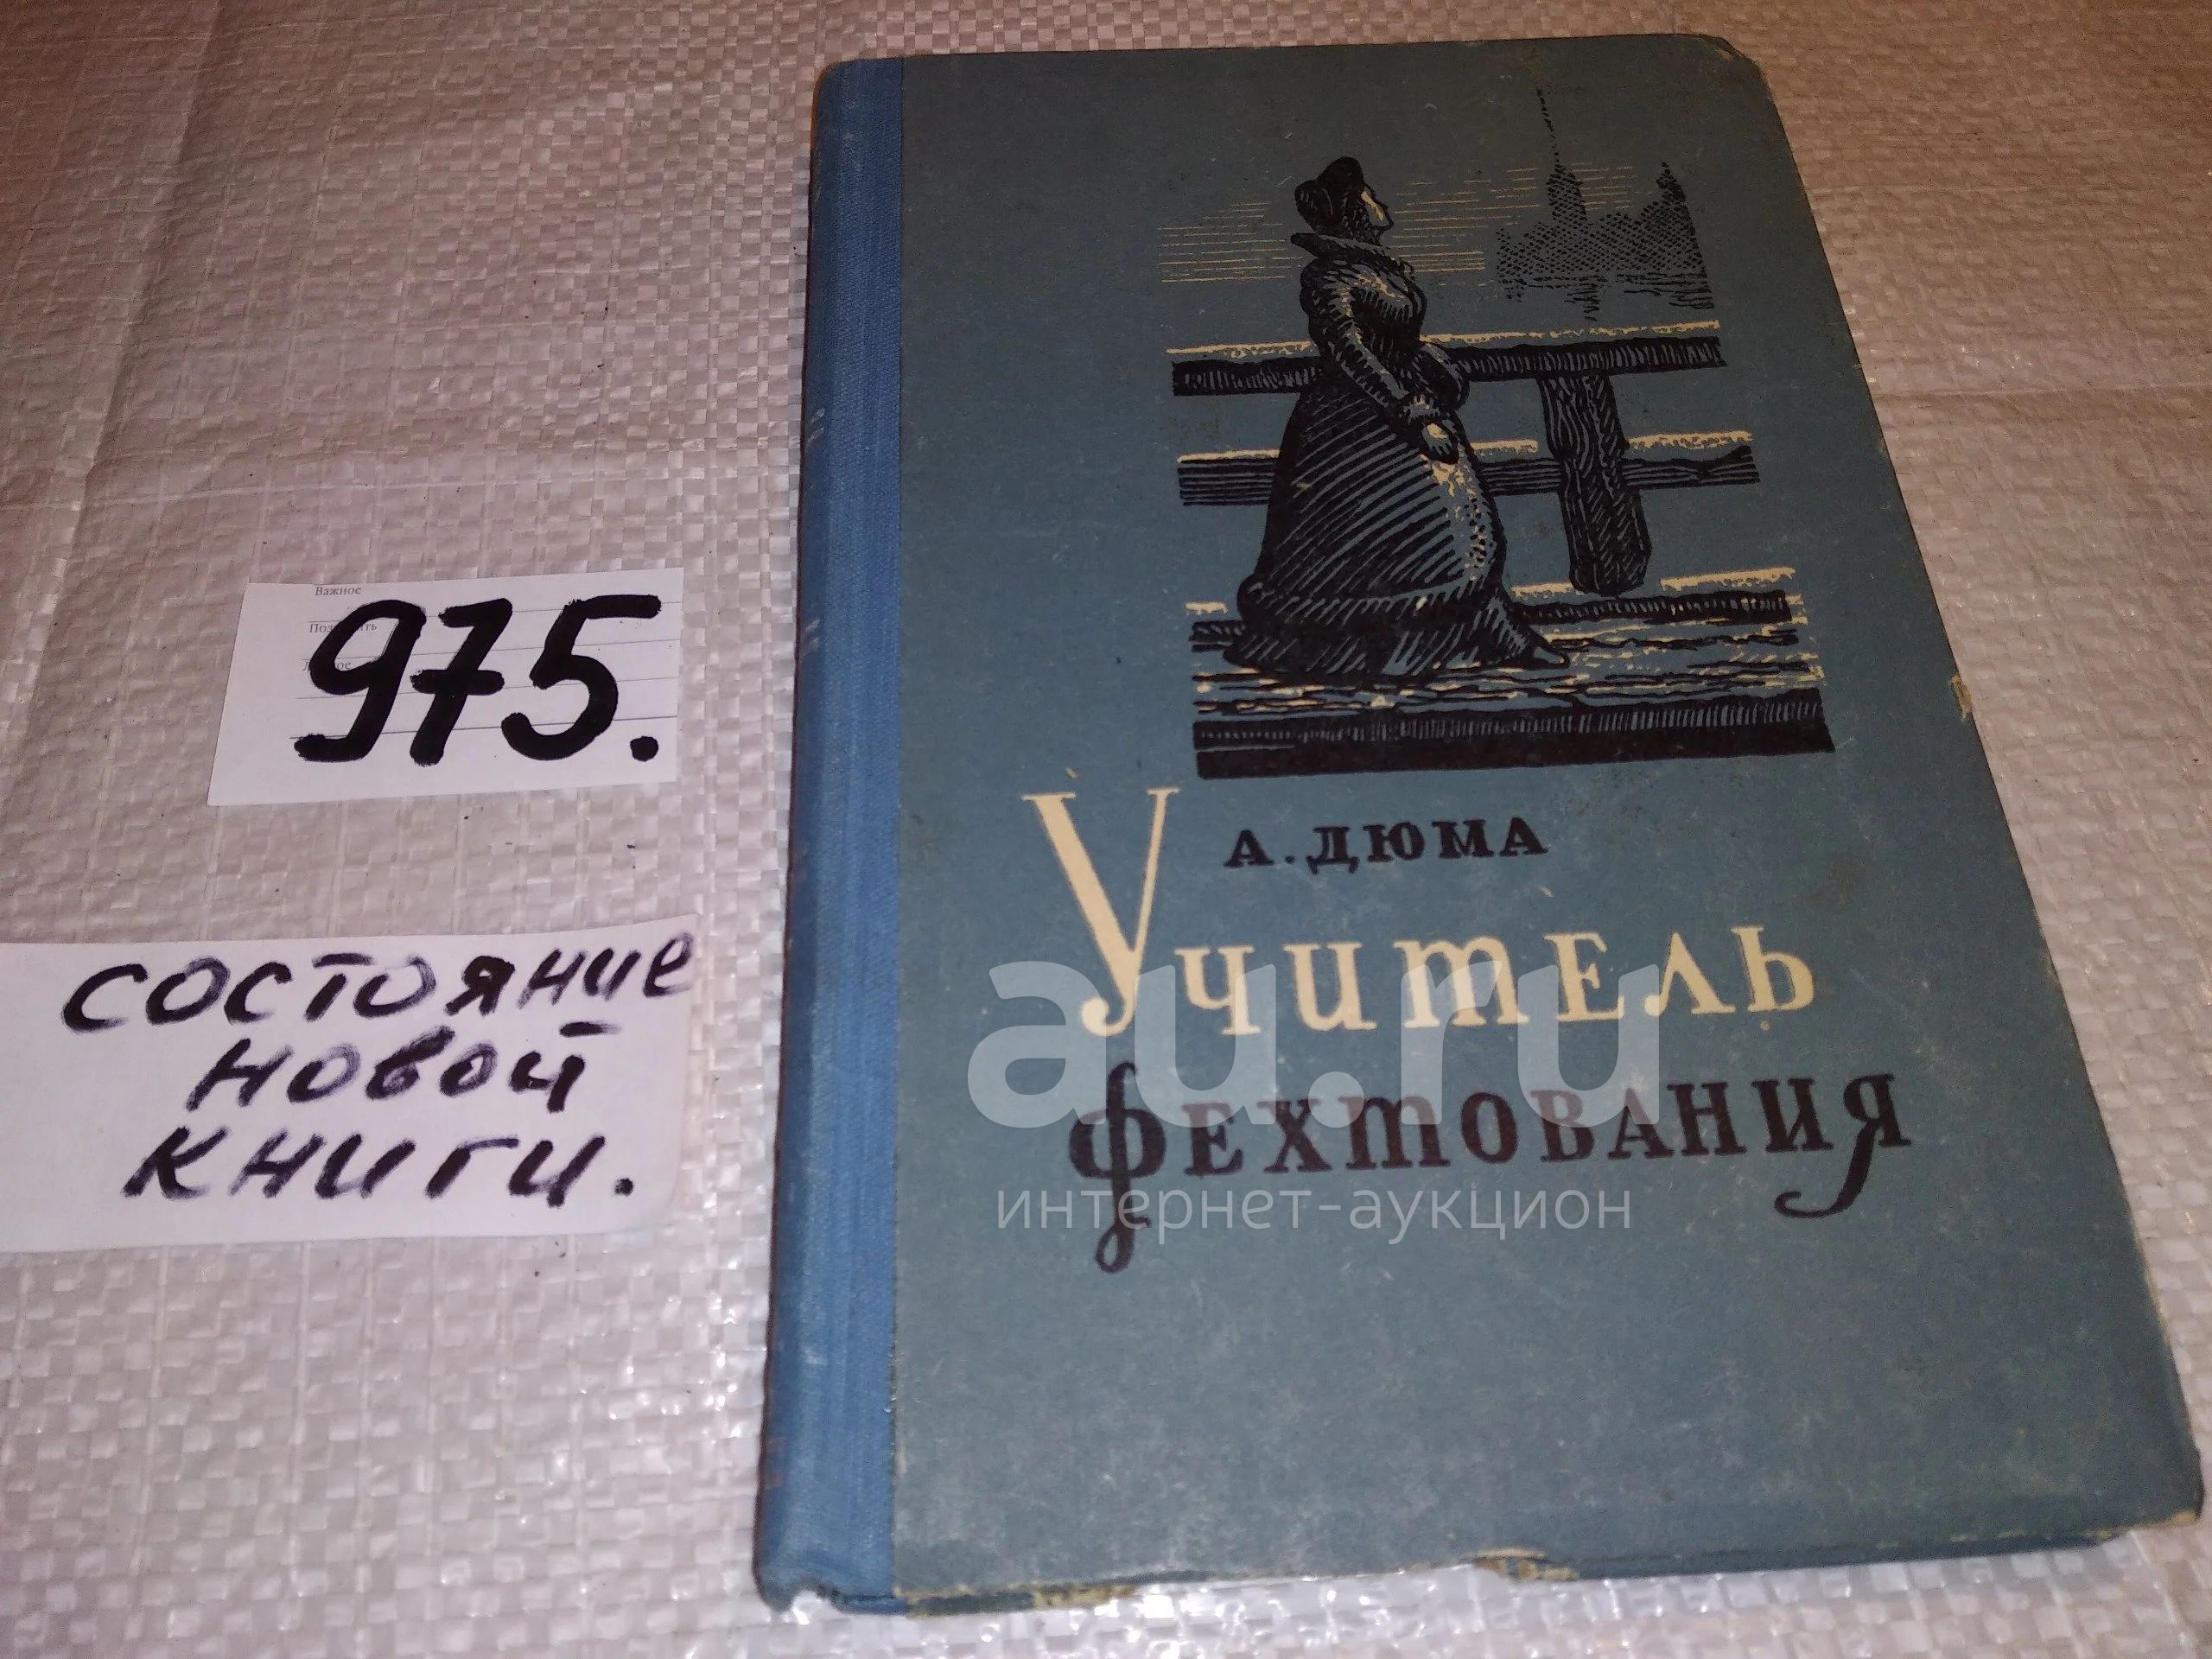 Важное
975.
состояние
новой
книги.
А. ДЮМА
Учитель
фехтования
au.ru
интернет-аукцион